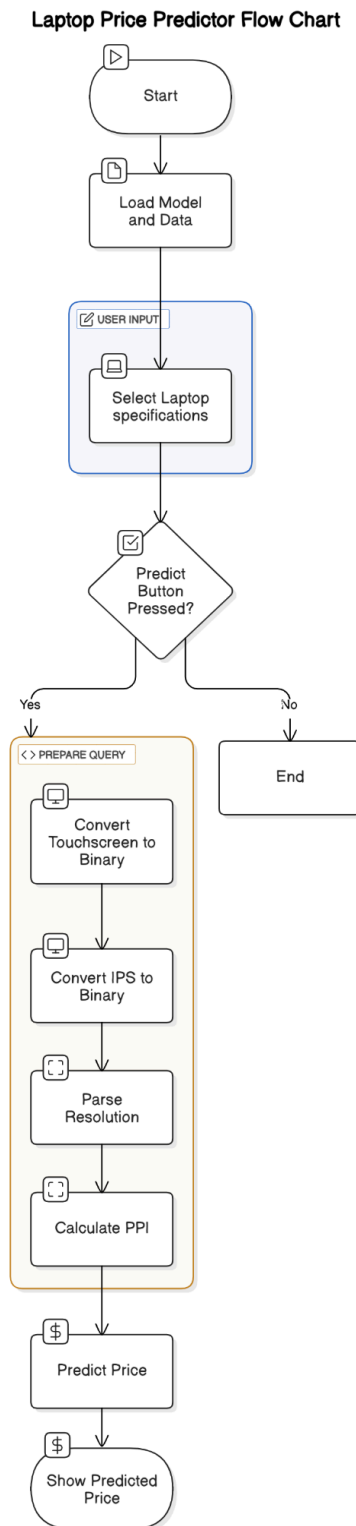 Laptop Price Predictor Flow Chart
Start
Load Model
and Data
USER INPUT
Select Laptop
specifications
Predict
Button
Pressed?
Yes
No
<> PREPARE QUERY
End
Convert
Touchscreen to
Binary
Convert IPS to
Binary
Parse
Resolution
Calculate PPI
$
Predict Price
$
Show Predicted
Price